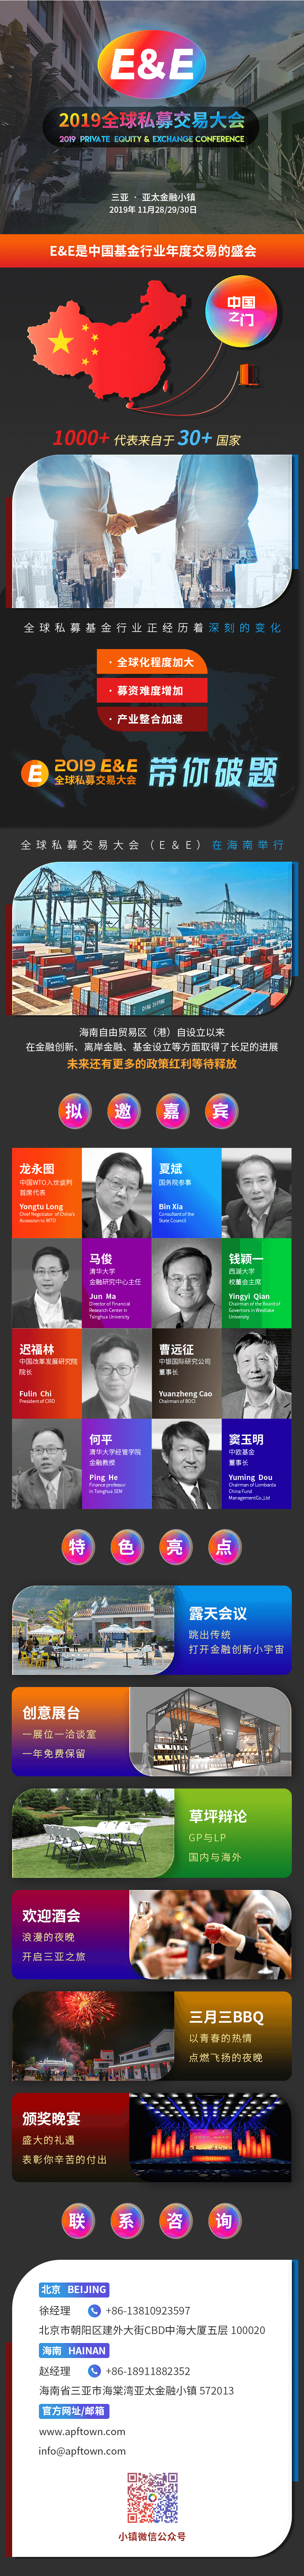 E&E
2019全球私募交易大会
2019 PRIVATE EQUITY & EXCHANGE CONFERENCE
三亚 · 亚太金融小镇
2019年 11月28/29/30日
E&E是中国基金行业年度交易的盛会
中国
之门
1000+ 代表来自于 30+ 国家
全球私募基金行业正经历着深刻的变化
· 全球化程度加大
· 募资难度增加
· 产业整合加速
E
2019 E&E
全球私募交易大会
带你破题
全球私募交易大会（E&E）在海南举行
海南自由贸易区（港）自设立以来
在金融创新、离岸金融、基金设立等方面取得了长足的进展
未来还有更多的政策红利等待释放
拟邀嘉宾
龙永图
中国WTO入世谈判
首席代表
Yongtu Long
Chief Negotiator of China's
Accession to WTO
夏斌
国务院参事
Bin Xia
Consultant of the
State Council
马俊
清华大学
金融研究中心主任
Jun Ma
Director of Financial
Research Center in
Tsinghua University
钱颖一
西湖大学
校董会主席
Yingyi Qian
Chairman of the Board of
Governors in Westlake
University
迟福林
中国改革发展研究院
院长
Fulin Chi
President of CIRD
曹远征
中银国际研究公司
董事长
Yuanzheng Cao
Chairman of BOCI
何平
清华大学经管学院
金融教授
Ping He
Finance professor
in Tsinghua SEM
窦玉明
中欧基金
董事长
Yuming Dou
Chairman of Lombarda
China Fund
Management Co.,Ltd
特色亮点
露天会议
跳出传统
打开金融创新小宇宙
创意展台
一展位一洽谈室
一年免费保留
草坪辩论
GP与LP
国内与海外
欢迎酒会
浪漫的夜晚
开启三亚之旅
三月三BBQ
以青春的热情
点燃飞扬的夜晚
颁奖晚宴
盛大的礼遇
表彰你辛苦的付出
联系咨询
北京 BEIJING
徐经理 +86-13810923597
北京市朝阳区建外大街CBD中海大厦五层 100020
海南 HAINAN
赵经理 +86-18911882352
海南省三亚市海棠湾亚太金融小镇 572013
官方网址/邮箱
www.apftown.com
info@apftown.com
小镇微信公众号